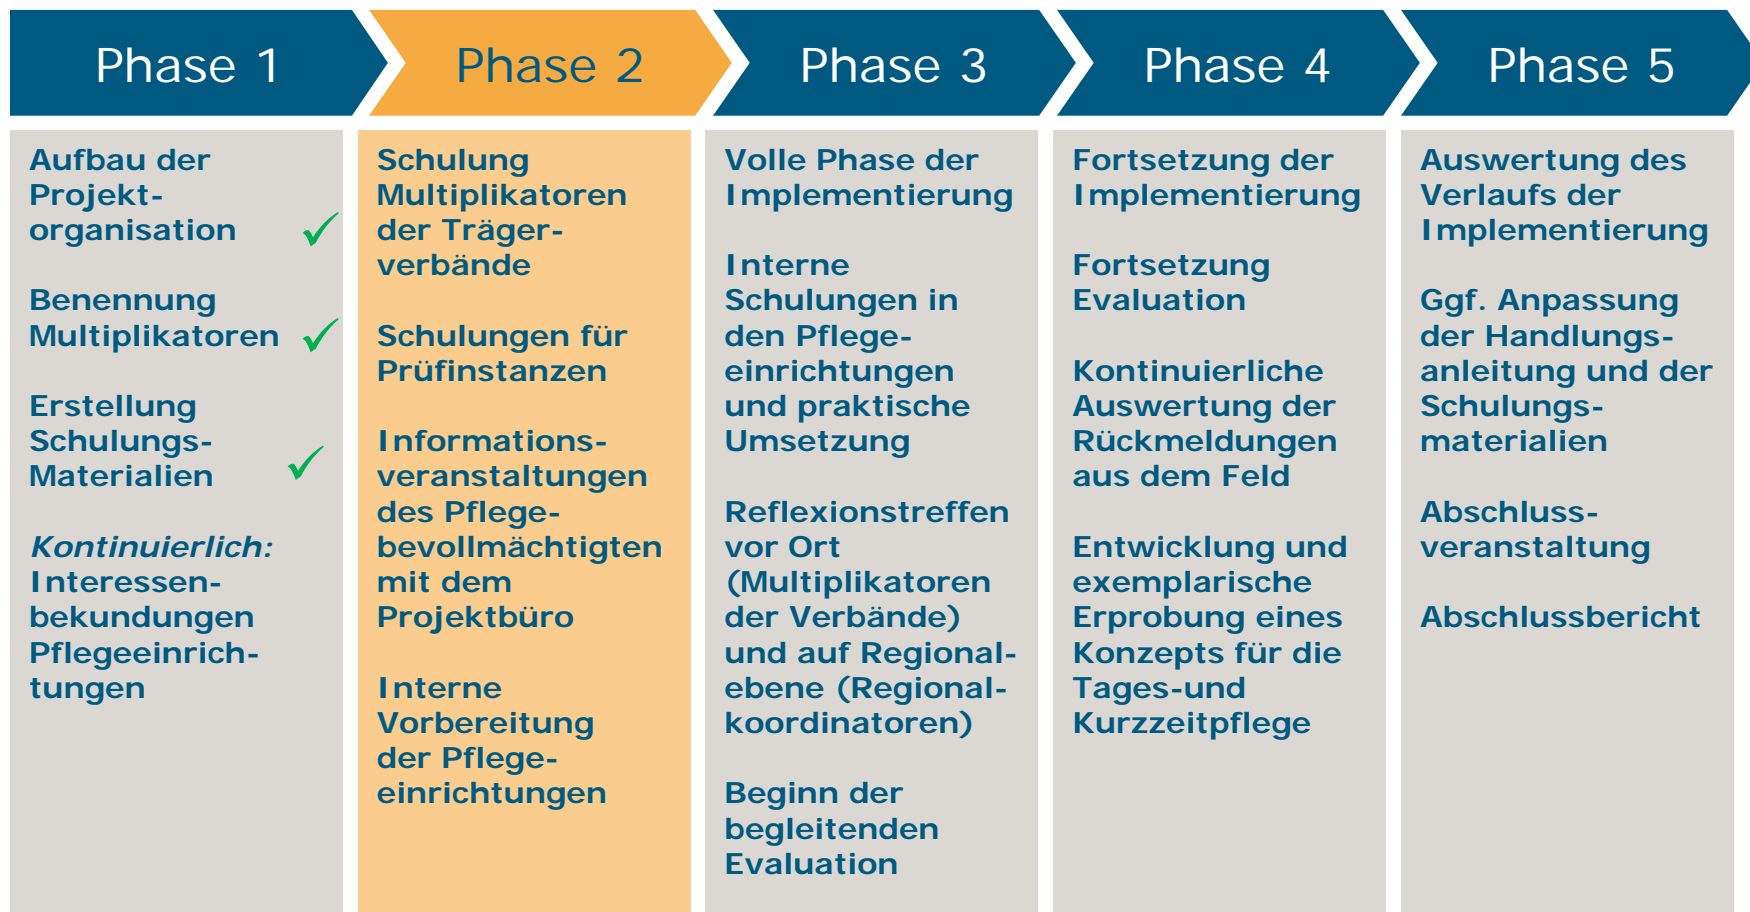 Phase 1
Phase 2
Phase 3
Phase 4
Phase 5
Aufbau der
Projekt-
organisation
Benennung
Multiplikatoren
Erstellung
Schulungs-
Materialien
Kontinuierlich:
Interessen-
bekundungen
Pflegeeinrich-
tungen
Schulung
Multiplikatoren
der Träger-
verbände
Schulungen für
Prüfinstanzen
Informations-
veranstaltungen
des Pflege-
bevollmächtigten
mit dem
Projektbüro
Interne
Vorbereitung
der Pflege-
einrichtungen
Volle Phase der
Implementierung
Interne
Schulungen in
den Pflege-
einrichtungen
und praktische
Umsetzung
Reflexionstreffen
vor Ort
(Multiplikatoren
der Verbände)
und auf Regional-
ebene (Regional-
koordinatoren)
Beginn der
begleitenden
Evaluation
Fortsetzung der
Implementierung
Fortsetzung
Evaluation
Kontinuierliche
Auswertung der
Rückmeldungen
aus dem Feld
Entwicklung und
exemplarische
Erprobung eines
Konzepts für die
Tages-und
Kurzzeitpflege
Auswertung des
Verlaufs der
Implementierung
Ggf. Anpassung
der Handlungs-
anleitung und der
Schulungs-
materialien
Abschluss-
veranstaltung
Abschlussbericht